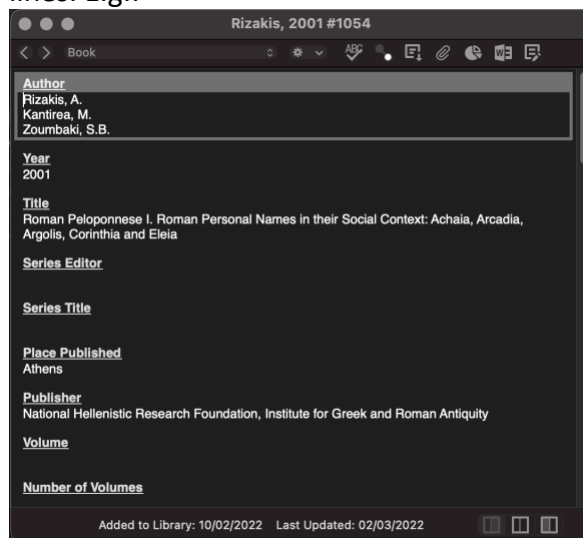 Rizakis, 2001 #1054
Book
ABC
W
Author
Rizakis, A.
Kantirea, M.
Zoumbaki, S.B.
Year
2001
Title
Roman Peloponnese I. Roman Personal Names in their Social Context: Achaia, Arcadia,
Argolis, Corinthia and Eleia
Series Editor
Series Title
Place Published
Athens
Publisher
National Hellenistic Research Foundation, Institute for Greek and Roman Antiquity
Volume
Number of Volumes
Added to Library: 10/02/2022 Last Updated: 02/03/2022